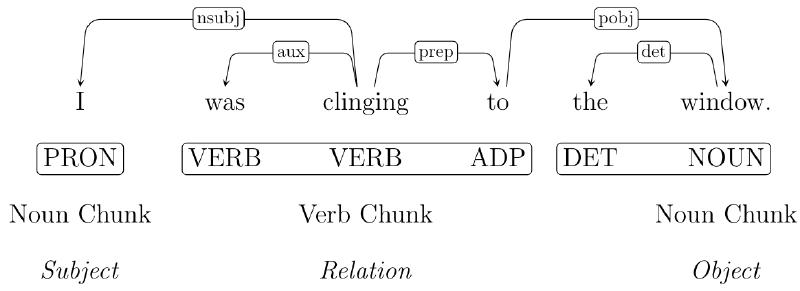 nsubj pobj
aux prep det
I was clinging to the window.
PRON VERB VERB ADP DET NOUN
Noun Chunk Verb Chunk Noun Chunk
Subject Relation Object